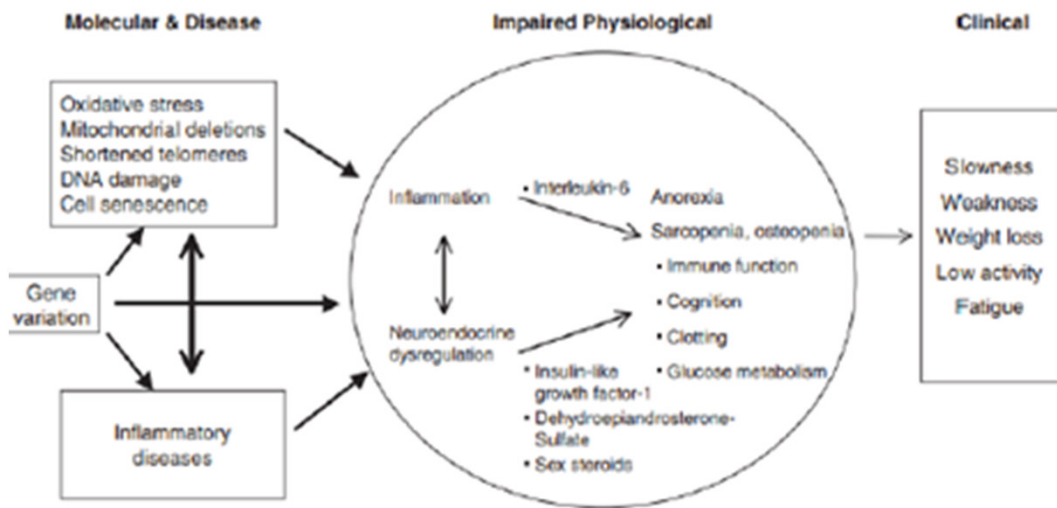 Molecular & Disease
Impaired Physiological
Clinical
Oxidative stress
Mitochondrial deletions
Shortened telomeres
DNA damage
Cell senescence
Gene
variation
Inflammatory
diseases
Inflammation
▪ Interleukin-6
Neuroendocrine
dysregulation
▪ Insulin-like
growth factor-1
▪ Dehydroepiandrosterone-
Sulfate
▪ Sex steroids
Anorexia
Sarcopenia, osteopenia
▪ Immune function
▪ Cognition
▪ Clotting
▪ Glucose metabolism
Slowness
Weakness
Weight loss
Low activity
Fatigue